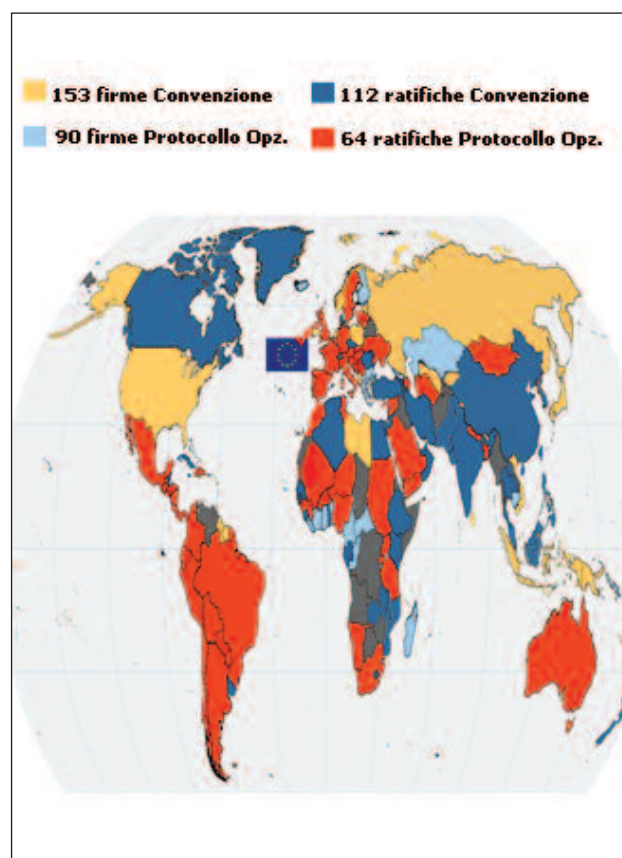 153 firme Convenzione
112 ratifiche Convenzione
90 firme Protocollo Opz.
64 ratifiche Protocollo Opz.